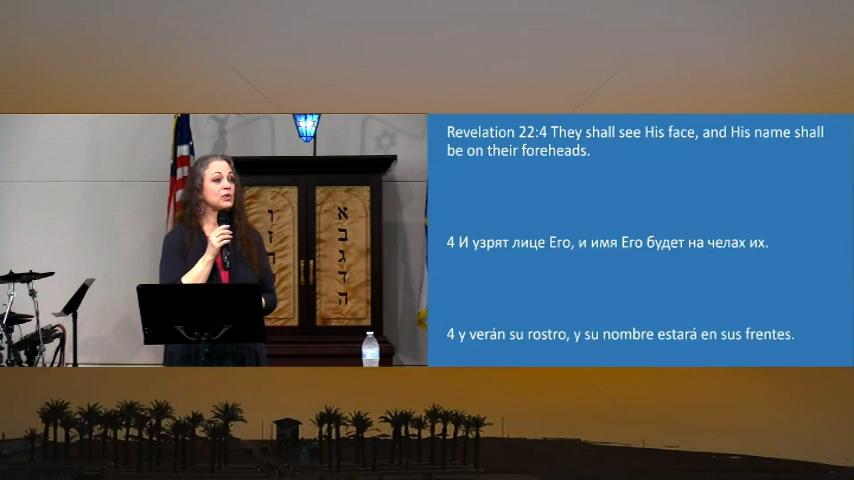 Revelation 22:4 They shall see His face, and His name shall
be on their foreheads.
4 И узрят лице Его, и имя Его будет на челах их.
4 y verán su rostro, y su nombre estará en sus frentes.
א
ב
ג
ד
ה
ו
ז
ח